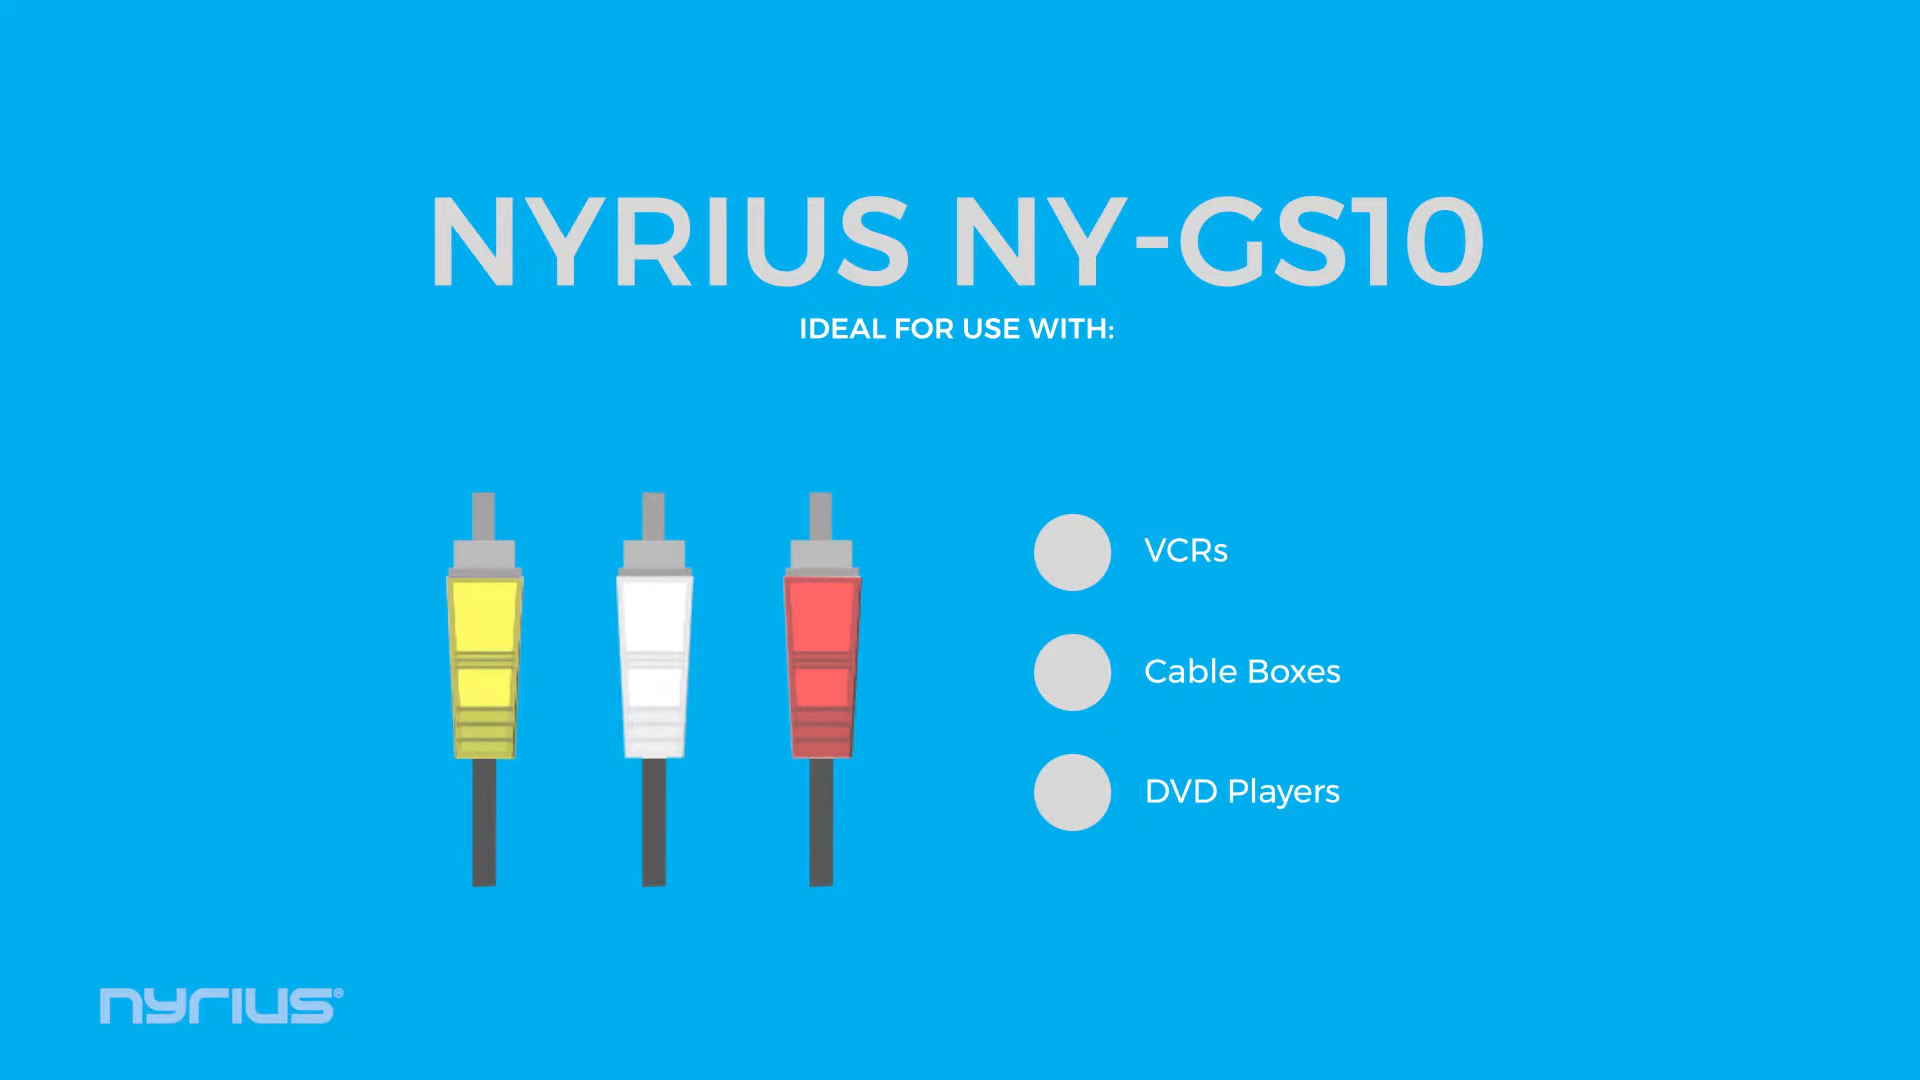 NYRIUS NY-GS10
IDEAL FOR USE WITH:
VCRs
Cable Boxes
DVD Players
nyrius®